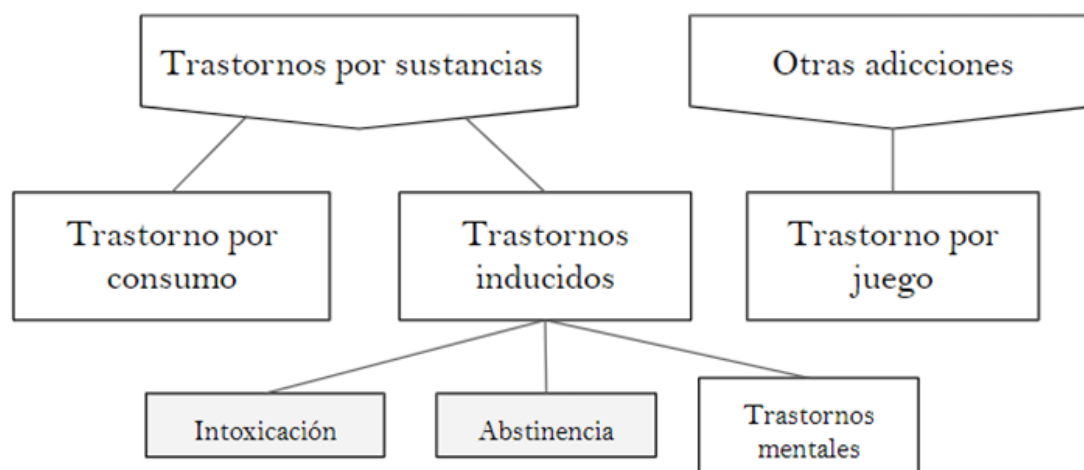 Trastornos por sustancias
Otras adicciones
Trastorno por
consumo
Trastornos
inducidos
Trastorno por
juego
Intoxicación
Abstinencia
Trastornos
mentales